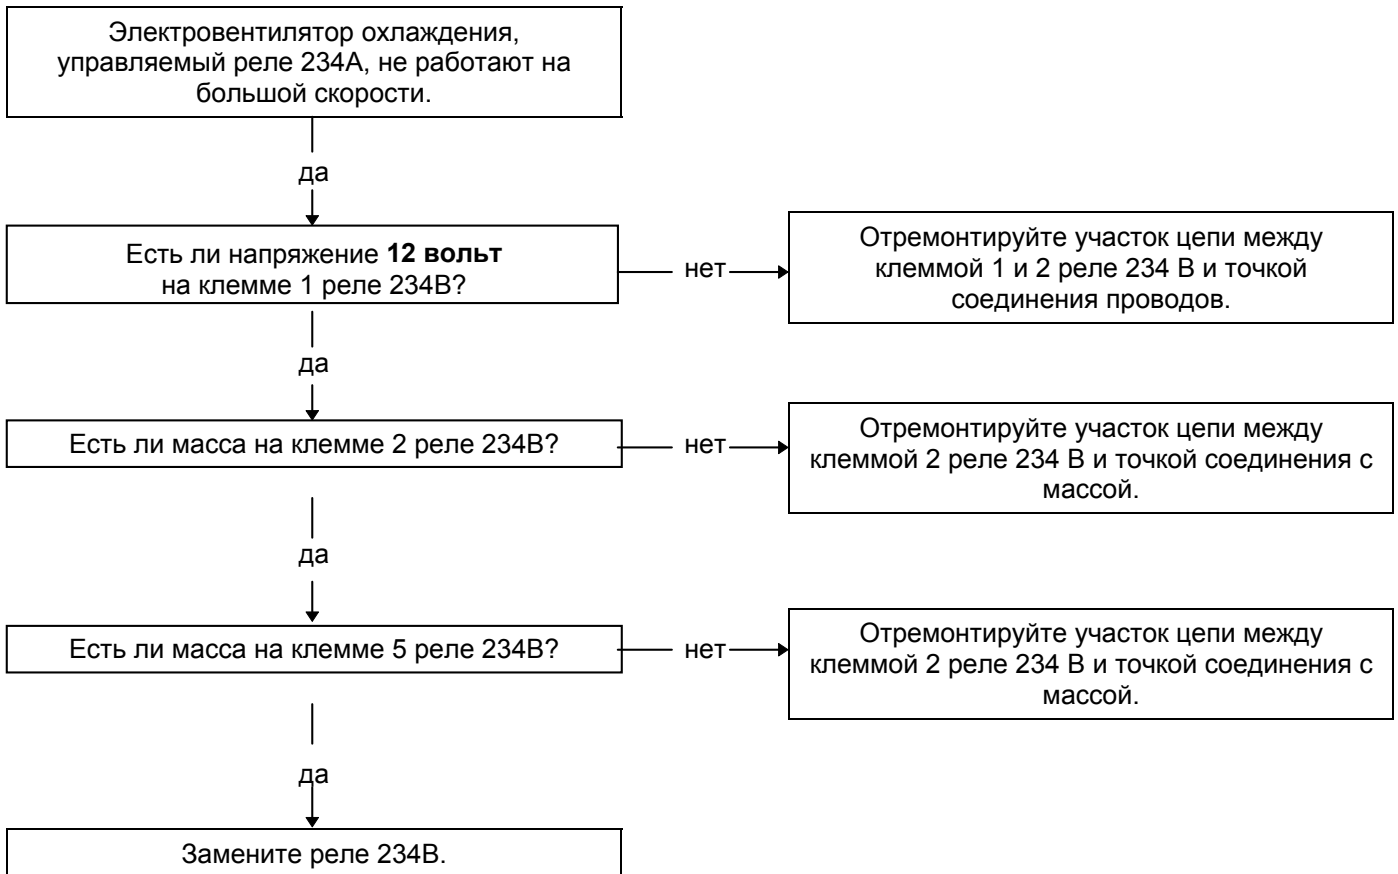 Электровентилятор охлаждения,
управляемый реле 234А, не работают на
большой скорости.
да
Есть ли напряжение 12 вольт
на клемме 1 реле 234В?
нет
Отремонтируйте участок цепи между
клеммой 1 и 2 реле 234 В и точкой
соединения проводов.
да
Есть ли масса на клемме 2 реле 234В?
нет
Отремонтируйте участок цепи между
клеммой 2 реле 234 В и точкой соединения с
массой.
да
Есть ли масса на клемме 5 реле 234В?
нет
Отремонтируйте участок цепи между
клеммой 2 реле 234 В и точкой соединения с
массой.
да
Замените реле 234В.